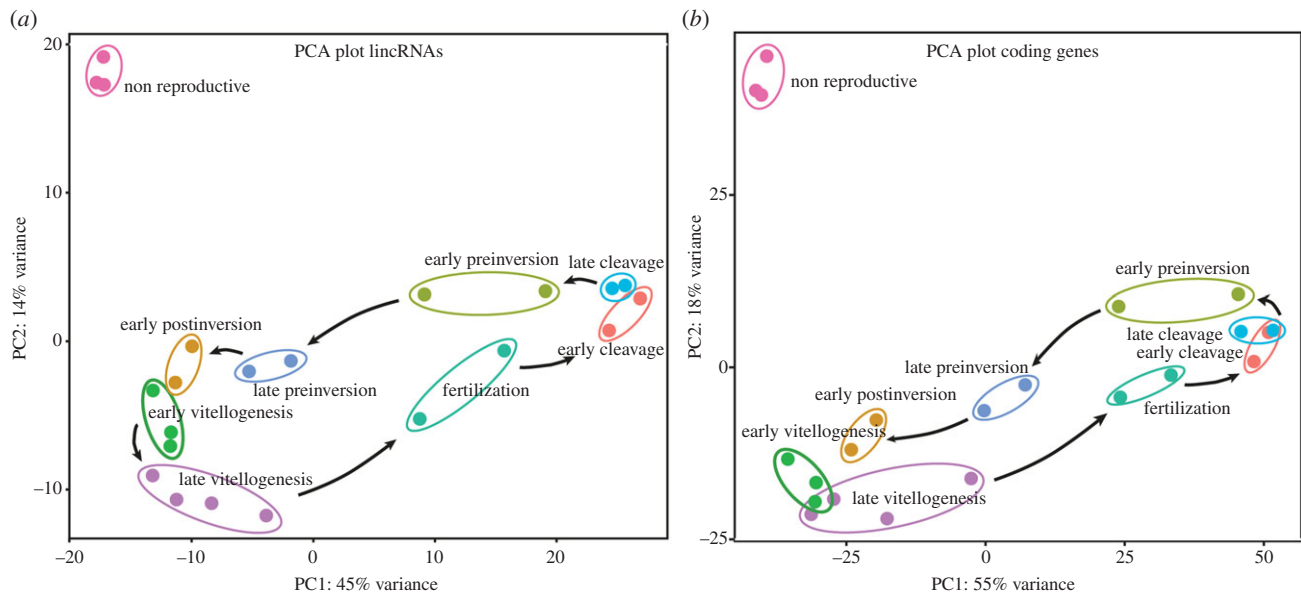 (a)
PCA plot lincRNAs
20
10
0
−10
PC2: 14% variance
non reproductive
early preinversion
late cleavage
early postinversion
early cleavage
late preinversion
fertilization
early vitellogenesis
late vitellogenesis
−20
−10
0
10
20
PC1: 45% variance
(b)
PCA plot coding genes
25
0
−25
PC2: 18% variance
non reproductive
early preinversion
late cleavage
early cleavage
late preinversion
early postinversion
fertilization
early vitellogenesis
late vitellogenesis
−25
0
25
50
PC1: 55% variance